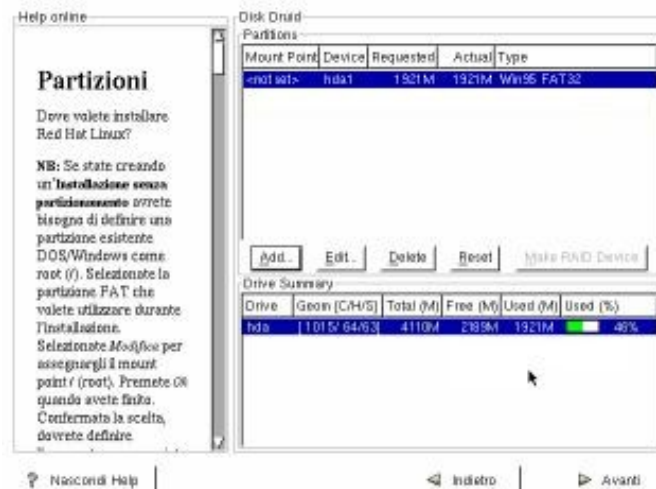 Help online
Partizioni
Dove volete installare
Red Hat Linux?
NB: Se state creando
un'Installazione senza
partizionamento avrete
bisogno di definire una
partizione esistente
DOS/Windows come
root (/). Selezionate la
partizione FAT che
volete utilizzare durante
l'installazione.
Selezionate Modifica per
assegnargli il mount
point / (root). Premete OK
quando avete finito.
Confermata la scelta,
dovrete definire
Disk Druid
Partitions
Mount Point Device Requested Actual Type
<not set> hda1 1921M 1921M Win95 FAT32
Add... Edit... Delete Reset Make RAID Device
Drive Summary
Drive Geom [C/H/S] Total (M) Free (M) Used (M) Used (%)
hda [1015/ 64/63] 4110M 2189M 1921M 46%
Nascondi Help Indietro Avanti